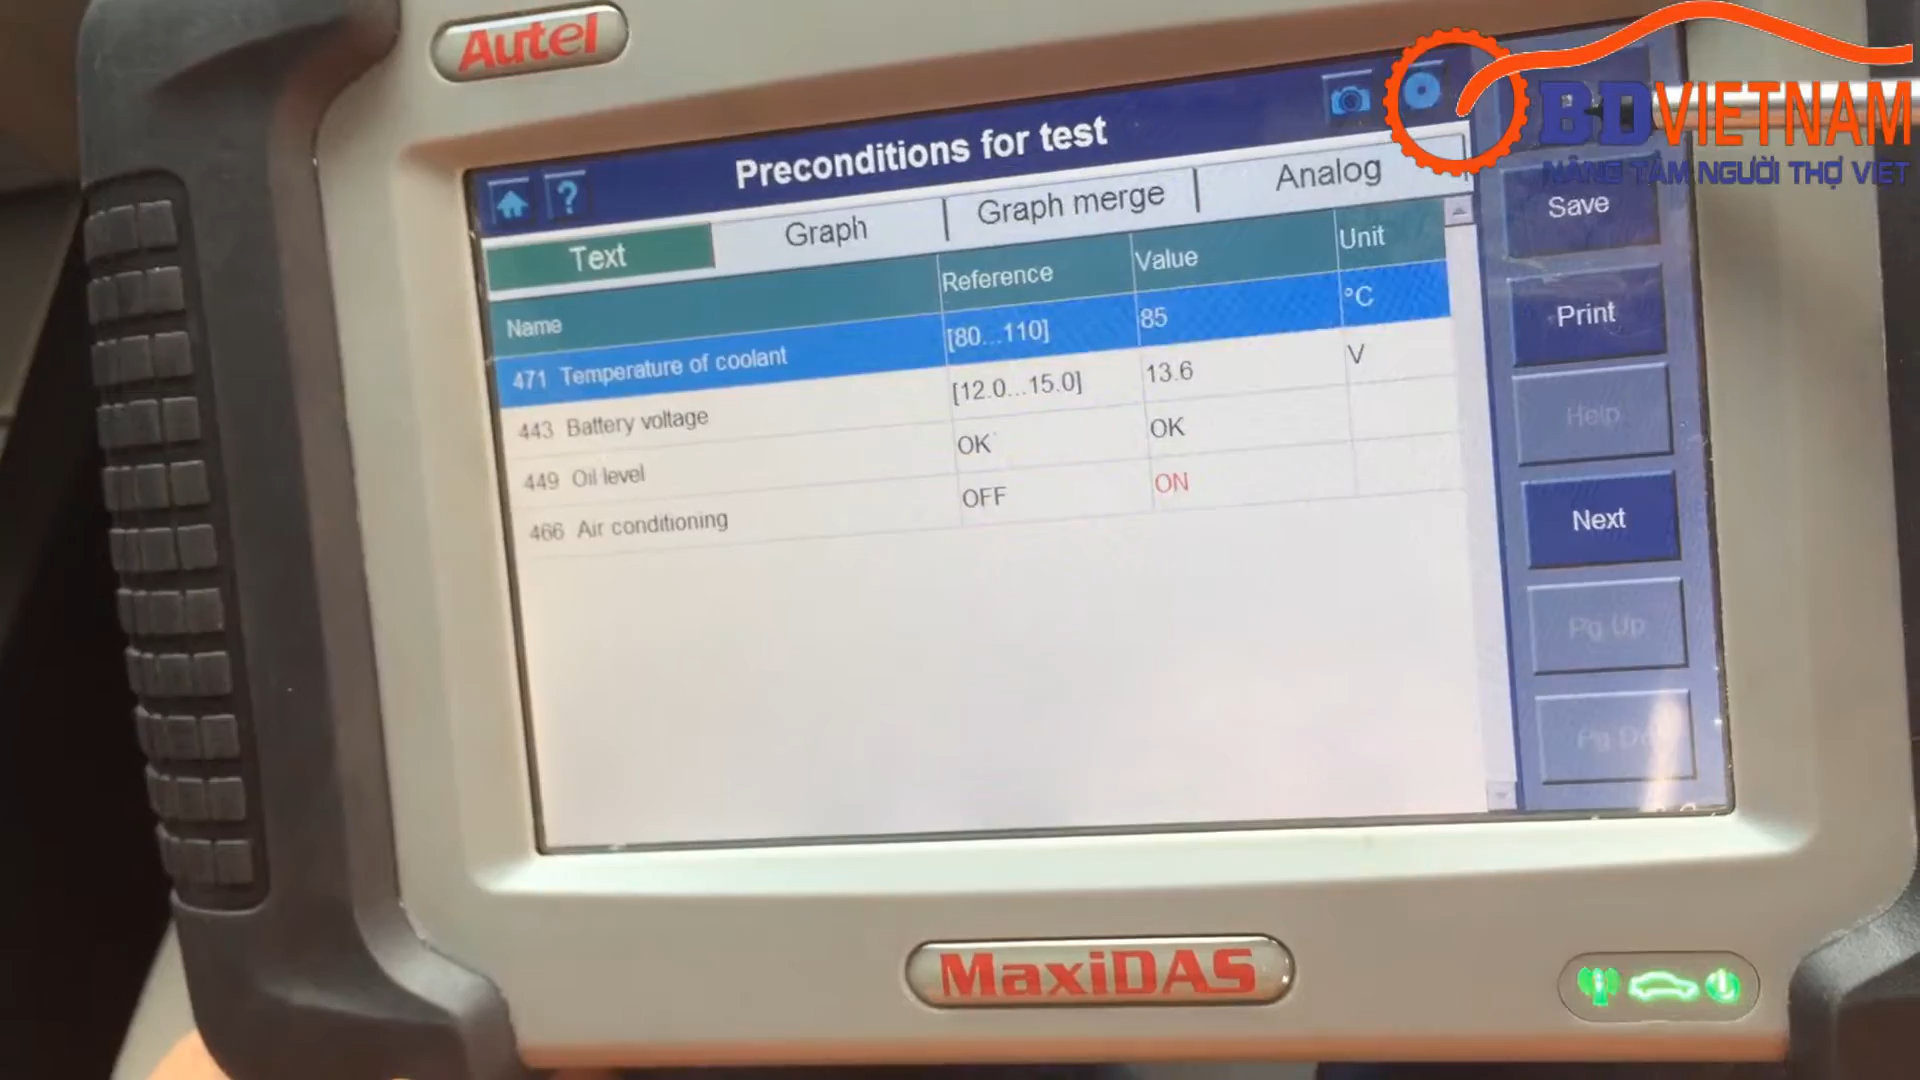 Autel
BDVIETNAM
NÂNG TẦM NGƯỜI THỢ VIỆT
Preconditions for test
?
Text
Graph
Graph merge
Analog
Name
Reference
Value
Unit
471 Temperature of coolant
[80...110]
85
°C
443 Battery voltage
[12.0...15.0]
13.6
V
449 Oil level
OK
OK
466 Air conditioning
OFF
ON
Save
Print
Help
Next
Pg Up
MaxiDAS